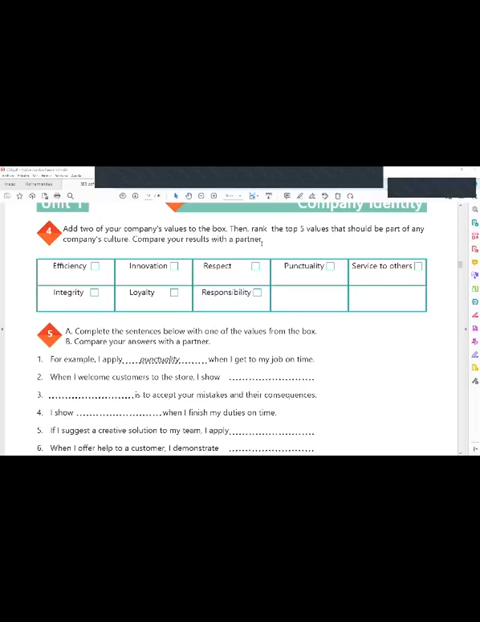 Unit 1 Company Identity
4 Add two of your company's values to the box. Then, rank the top 5 values that should be part of any
company's culture. Compare your results with a partner.
Efficiency Innovation Respect Punctuality Service to others
Integrity Loyalty Responsibility
5 A. Complete the sentences below with one of the values from the box.
B. Compare your answers with a partner.
1. For example, I apply ......punctuality......... when I get to my job on time.
2. When I welcome customers to the store, I show ...........................
3. ........................... is to accept your mistakes and their consequences.
4. I show ........................... when I finish my duties on time.
5. If I suggest a creative solution to my team, I apply...........................
6. When I offer help to a customer, I demonstrate ...........................